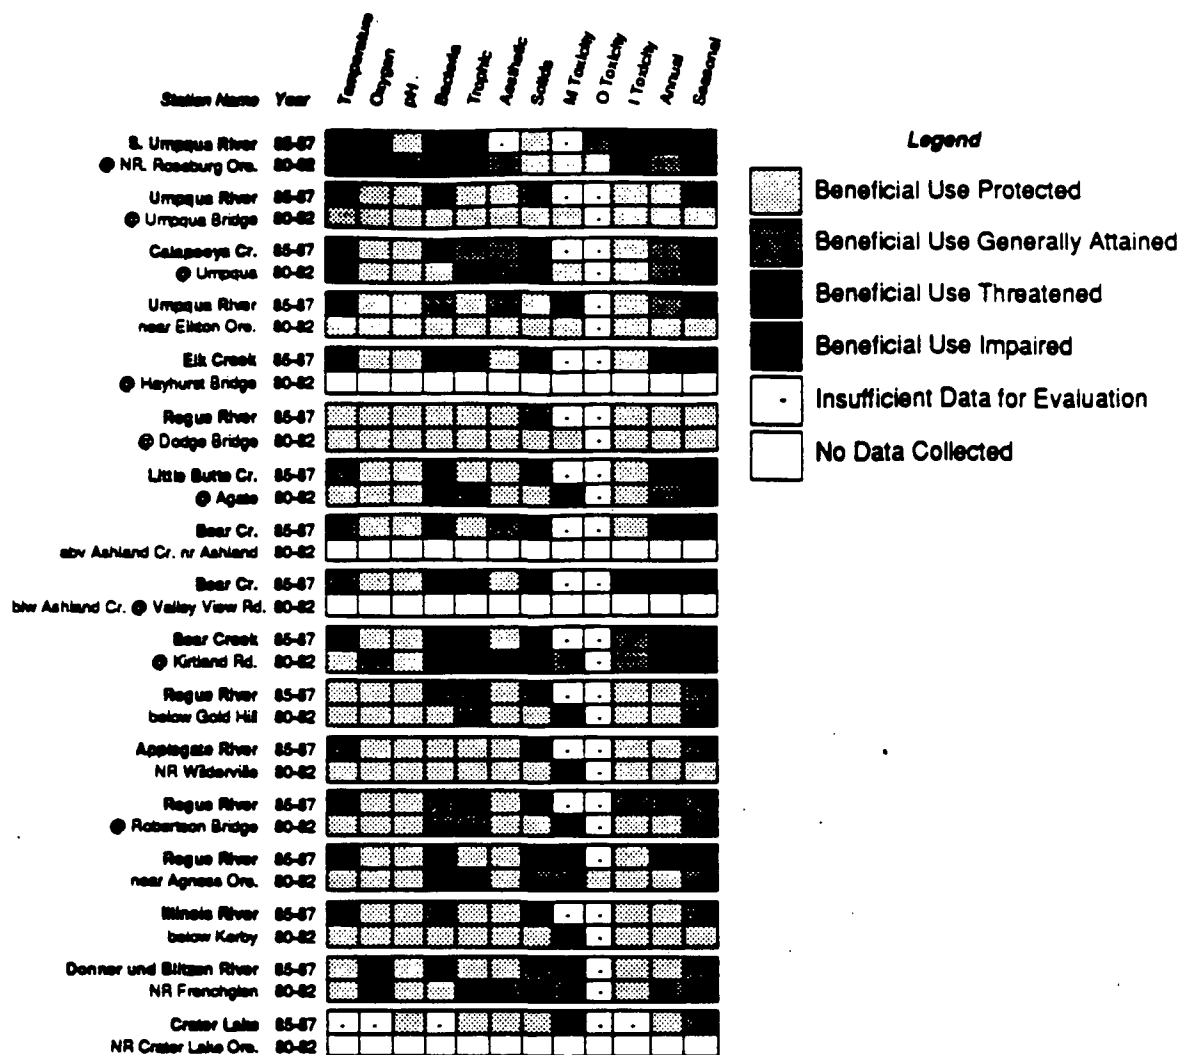 Temperature Oxygen pH Bacteria Trophic Aesthetic Solids M Toxicity O Toxicity I Toxicity Annual Seasonal
Station Name Year
S. Umpqua River 85-87
@ NR. Roseburg Ore. 80-82
Umpqua River 85-87
@ Umpqua Bridge 80-82
Calapooya Cr. 85-87
@ Umpqua 80-82
Umpqua River 85-87
near Elkton Ore. 80-82
Elk Creek 85-87
@ Hayhurst Bridge 80-82
Rogue River 85-87
@ Dodge Bridge 80-82
Little Butte Cr. 85-87
@ Agate 80-82
Bear Cr. 85-87
abv Ashland Cr. nr Ashland 80-82
Bear Cr. 85-87
blw Ashland Cr. @ Valley View Rd. 80-82
Bear Creek 85-87
@ Kirtland Rd. 80-82
Rogue River 85-87
below Gold Hill 80-82
Applegate River 85-87
NR Wilderville 80-82
Rogue River 85-87
@ Robertson Bridge 80-82
Rogue River 85-87
near Agness Ore. 80-82
Illinois River 85-87
below Kerby 80-82
Donner und Blitzen River 85-87
NR Frenchglen 80-82
Crater Lake 85-87
NR Crater Lake Ore. 80-82
Legend
Beneficial Use Protected
Beneficial Use Generally Attained
Beneficial Use Threatened
Beneficial Use Impaired
Insufficient Data for Evaluation
No Data Collected